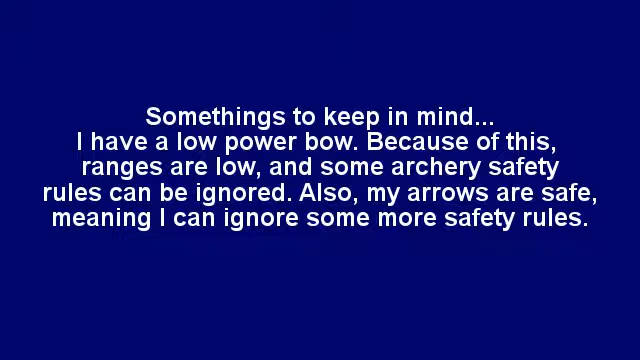 Somethings to keep in mind...
I have a low power bow. Because of this,
ranges are low, and some archery safety
rules can be ignored. Also, my arrows are safe,
meaning I can ignore some more safety rules.